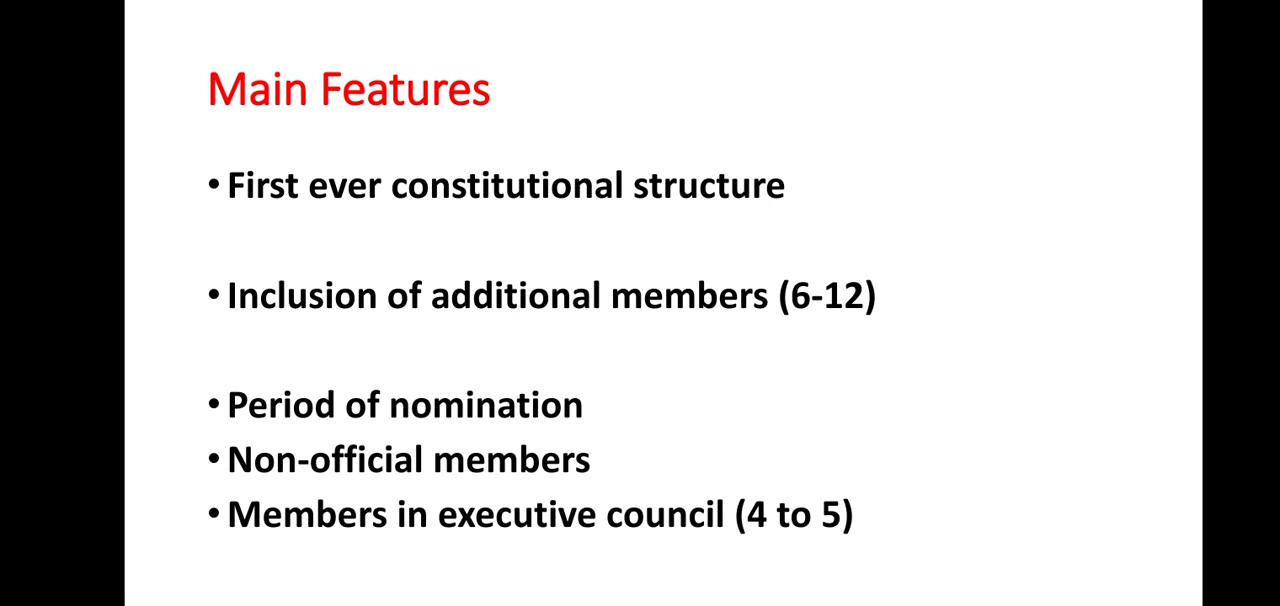 Main Features
• First ever constitutional structure
• Inclusion of additional members (6-12)
• Period of nomination
• Non-official members
• Members in executive council (4 to 5)